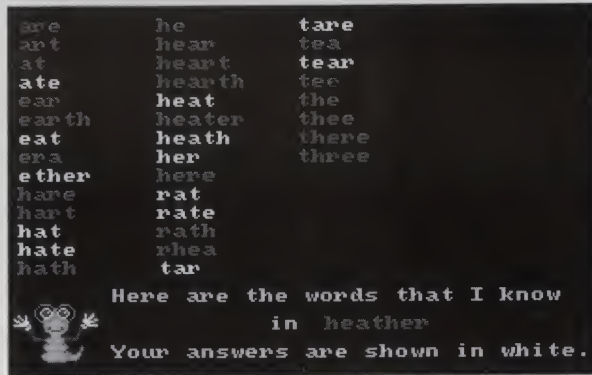 are he tare
art hear tea
at heart tear
ate hearth tee
ear heat the
earth heater thee
eat heath there
era her three
ether here
hare rat
hart rate
hat rath
hate rhea
hath tar
Here are the words that I know
in heather
Your answers are shown in white.